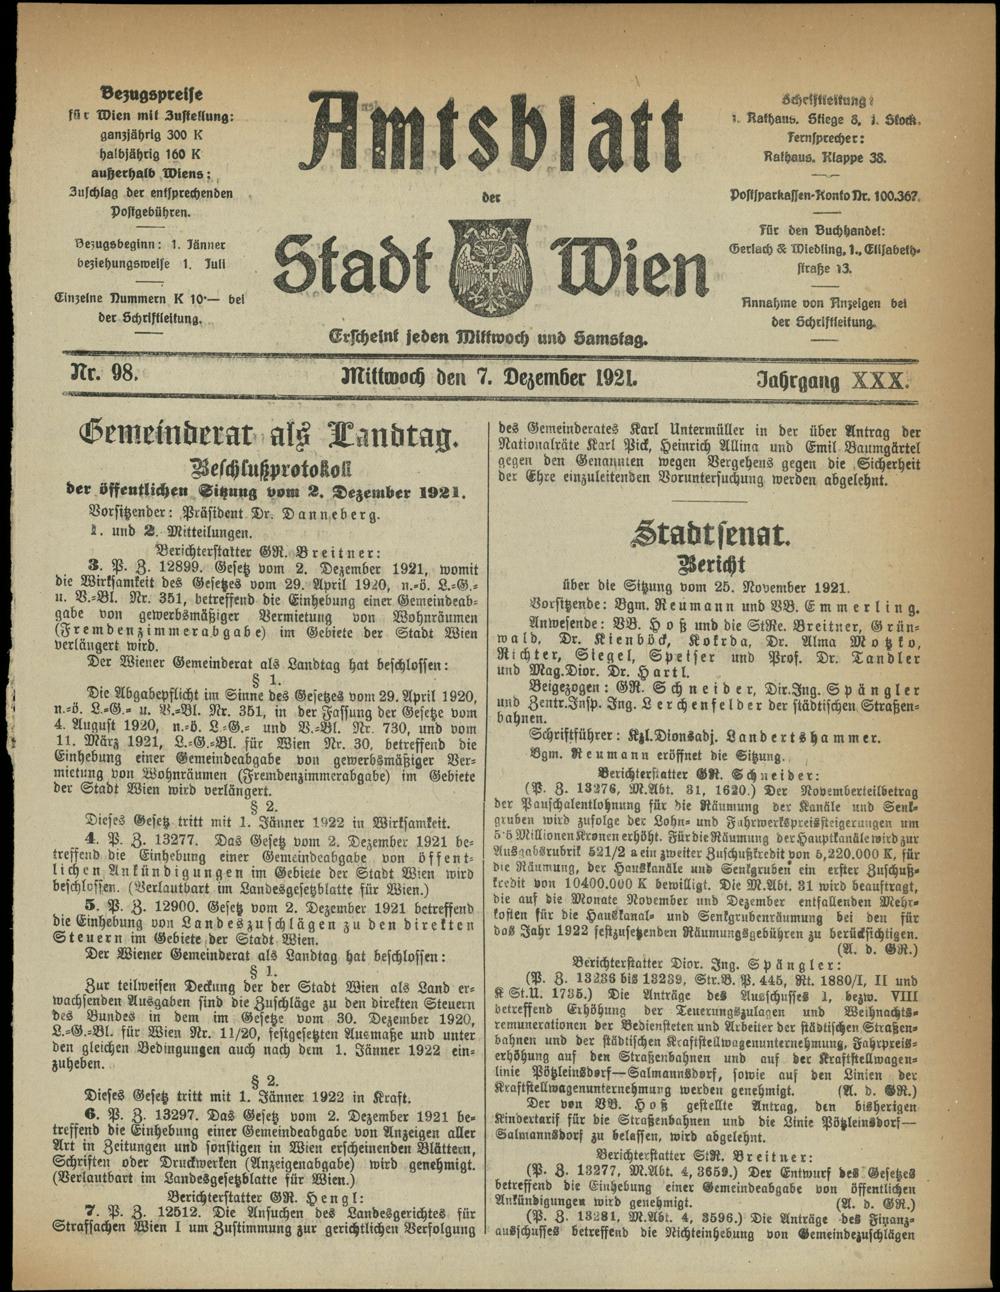 Bezugspreise
für Wien mit Zustellung:
ganzjährig 300 K
halbjährig 160 K
außerhalb Wiens:
Zuschlag der entsprechenden
Postgebühren.
Bezugsbeginn: 1. Jänner
beziehungsweise 1. Juli
Einzelne Nummern K 10·— bei
der Schriftleitung.
Amtsblatt
der
Stadt Wien
Erscheint jeden Mittwoch und Samstag.
Schriftleitung:
1. Rathaus. Stiege 8, 1. Stock.
Fernsprecher:
Rathaus. Klappe 38.
Postsparkassen-Konto Nr. 100.367.
Für den Buchhandel:
Gerlach & Wiedling, 1., Elisabeth-
straße 13.
Annahme von Anzeigen bei
der Schriftleitung.
Nr. 98. Mittwoch den 7. Dezember 1921. Jahrgang XXX.
Gemeinderat als Landtag.
Beschlußprotokoll
der öffentlichen Sitzung vom 2. Dezember 1921.
Vorsitzender: Präsident Dr. Danneberg.
1. und 2. Mitteilungen.
Berichterstatter GR. Breitner:
3. P. Z. 12899. Gesetz vom 2. Dezember 1921, womit
die Wirksamkeit des Gesetzes vom 29. April 1920, n.-ö. L.-G.-
u. V.-Bl. Nr. 351, betreffend die Einhebung einer Gemeindeab-
gabe von gewerbsmäßiger Vermietung von Wohnräumen
(Fremdenzimmerabgabe) im Gebiete der Stadt Wien
verlängert wird.
Der Wiener Gemeinderat als Landtag hat beschlossen:
§ 1.
Die Abgabepflicht im Sinne des Gesetzes vom 29. April 1920,
n.-ö. L.-G.- u. V.-Bl. Nr. 351, in der Fassung der Gesetze vom
4. August 1920, n.-ö. L.-G.- und V.-Bl. Nr. 730, und vom
11. März 1921, L.-G.-Bl. für Wien Nr. 30, betreffend die
Einhebung einer Gemeindeabgabe von gewerbsmäßiger Ver-
mietung von Wohnräumen (Fremdenzimmerabgabe) im Gebiete
der Stadt Wien wird verlängert.
§ 2.
Dieses Gesetz tritt mit 1. Jänner 1922 in Wirksamkeit.
4. P. Z. 13277. Das Gesetz vom 2. Dezember 1921 be-
treffend die Einhebung einer Gemeindeabgabe von öffent-
lichen Ankündigungen im Gebiete der Stadt Wien wird
beschlossen. (Verlautbart im Landesgesetzblatte für Wien.)
5. P. Z. 12900. Gesetz vom 2. Dezember 1921 betreffend
die Einhebung von Landeszuschlägen zu den direkten
Steuern im Gebiete der Stadt Wien.
Der Wiener Gemeinderat als Landtag hat beschlossen:
§ 1.
Zur teilweisen Deckung der der Stadt Wien als Land er-
wachsenden Ausgaben sind die Zuschläge zu den direkten Steuern
des Bundes in dem im Gesetze vom 30. Dezember 1920,
L.-G.-Bl. für Wien Nr. 11/20, festgesetzten Ausmaße und unter
den gleichen Bedingungen auch nach dem 1. Jänner 1922 ein-
zuheben.
§ 2.
Dieses Gesetz tritt mit 1. Jänner 1922 in Kraft.
6. P. Z. 13297. Das Gesetz vom 2. Dezember 1921 be-
treffend die Einhebung einer Gemeindeabgabe von Anzeigen aller
Art in Zeitungen und sonstigen in Wien erscheinenden Blättern,
Schriften oder Druckwerken (Anzeigenabgabe) wird genehmigt.
(Verlautbart im Landesgesetzblatte für Wien.)
Berichterstatter GR. Hengl:
7. P. Z. 12512. Die Ansuchen des Landesgerichtes für
Strafsachen Wien I um Zustimmung zur gerichtlichen Verfolgung
des Gemeinderates Karl Untermüller in der über Antrag der
Nationalräte Karl Pick, Heinrich Allina und Emil Baumgärtel
gegen den Genannten wegen Vergehens gegen die Sicherheit
der Ehre einzuleitenden Voruntersuchung werden abgelehnt.
Stadtsenat.
Bericht
über die Sitzung vom 25. November 1921.
Vorsitzende: Bgm. Reumann und VB. Emmerling.
Anwesende: VB. Hoß und die StRe. Breitner, Grün-
wald, Dr. Kienböck, Kokrda, Dr. Alma Motzko,
Richter, Siegel, Speiser und Prof. Dr. Tandler
und Mag.Dior. Dr. Hartl.
Beigezogen: GR. Schneider, Dir.Ing. Spängler
und Zentr.Insp. Ing. Lerchenfelder der städtischen Straßen-
bahnen.
Schriftführer: Kzl.Dionsadj. Landertshammer.
Bgm. Reumann eröffnet die Sitzung.
Berichterstatter GR. Schneider:
(P. Z. 13276, M.Abt. 31, 1620.) Der Novemberteilbetrag
der Pauschalentlohnung für die Räumung der Kanäle und Senk-
gruben wird zufolge der Lohn- und Fuhrwerkspreissteigerungen um
5·5 Millionen Kronen erhöht. Für die Räumung der Hauptkanäle wird zur
Ausgabsrubrik 521/2 a ein zweiter Zuschußkredit von 5,220.000 K, für
die Räumung, der Hauskanäle und Senkgruben ein erster Zuschuß-
kredit von 10400.000 K bewilligt. Die M.Abt. 31 wird beauftragt,
die auf die Monate November und Dezember entfallenden Mehr-
kosten für die Hauskanal- und Senkgrubenräumung bei den für
das Jahr 1922 festzusetzenden Räumungsgebühren zu berücksichtigen.
(A. d. GR.)
Berichterstatter Dior. Ing. Spängler:
(P. Z. 13236 bis 13239, Str.B. P. 445, Rt. 1880/I, II und
K St.U. 1735.) Die Anträge des Ausschusses 1, bezw. VIII
betreffend Erhöhung der Teuerungszulagen und Weihnachts-
remunerationen der Bediensteten und Arbeiter der städtischen Straßen-
bahnen und der städtischen Kraftstellwagenunternehmung, Fahrpreis-
erhöhung auf den Straßenbahnen und auf der Kraftstellwagen-
linie Pötzleinsdorf—Salmannsdorf, sowie auf den Linien der
Kraftstellwagenunternehmung werden genehmigt. (A. d. GR.)
Der von VB. Hoß gestellte Antrag, den bisherigen
Kindertarif für die Straßenbahnen und die Linie Pötzleinsdorf—
Salmannsdorf zu belassen, wird abgelehnt.
Berichterstatter StR. Breitner:
(P. Z. 13277, M.Abt. 4, 3659.) Der Entwurf des Gesetzes
betreffend die Einhebung einer Gemeindeabgabe von öffentlichen
Ankündigungen wird genehmigt. (A. d. GR.)
(P. Z. 13281, M.Abt. 4, 3596.) Die Anträge des Finanz-
ausschusses betreffend die Nichteinhebung von Gemeindezuschlägen